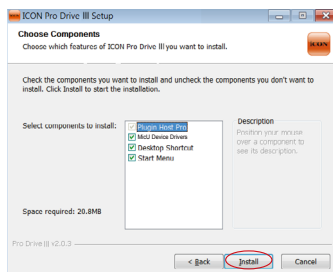 ICON Pro Drive III Setup
Choose Components
Choose which features of ICON Pro Drive III you want to install.
ICON
Check the components you want to install and uncheck the components you don't want to
install. Click Install to start the installation.
Select components to install:
Plugin Host Pro
MicU Device Drivers
Desktop Shortcut
Start Menu
Description
Position your mouse
over a component to
see its description.
Space required: 20.8MB
Pro Drive III v2.0.3
< Back
Install
Cancel